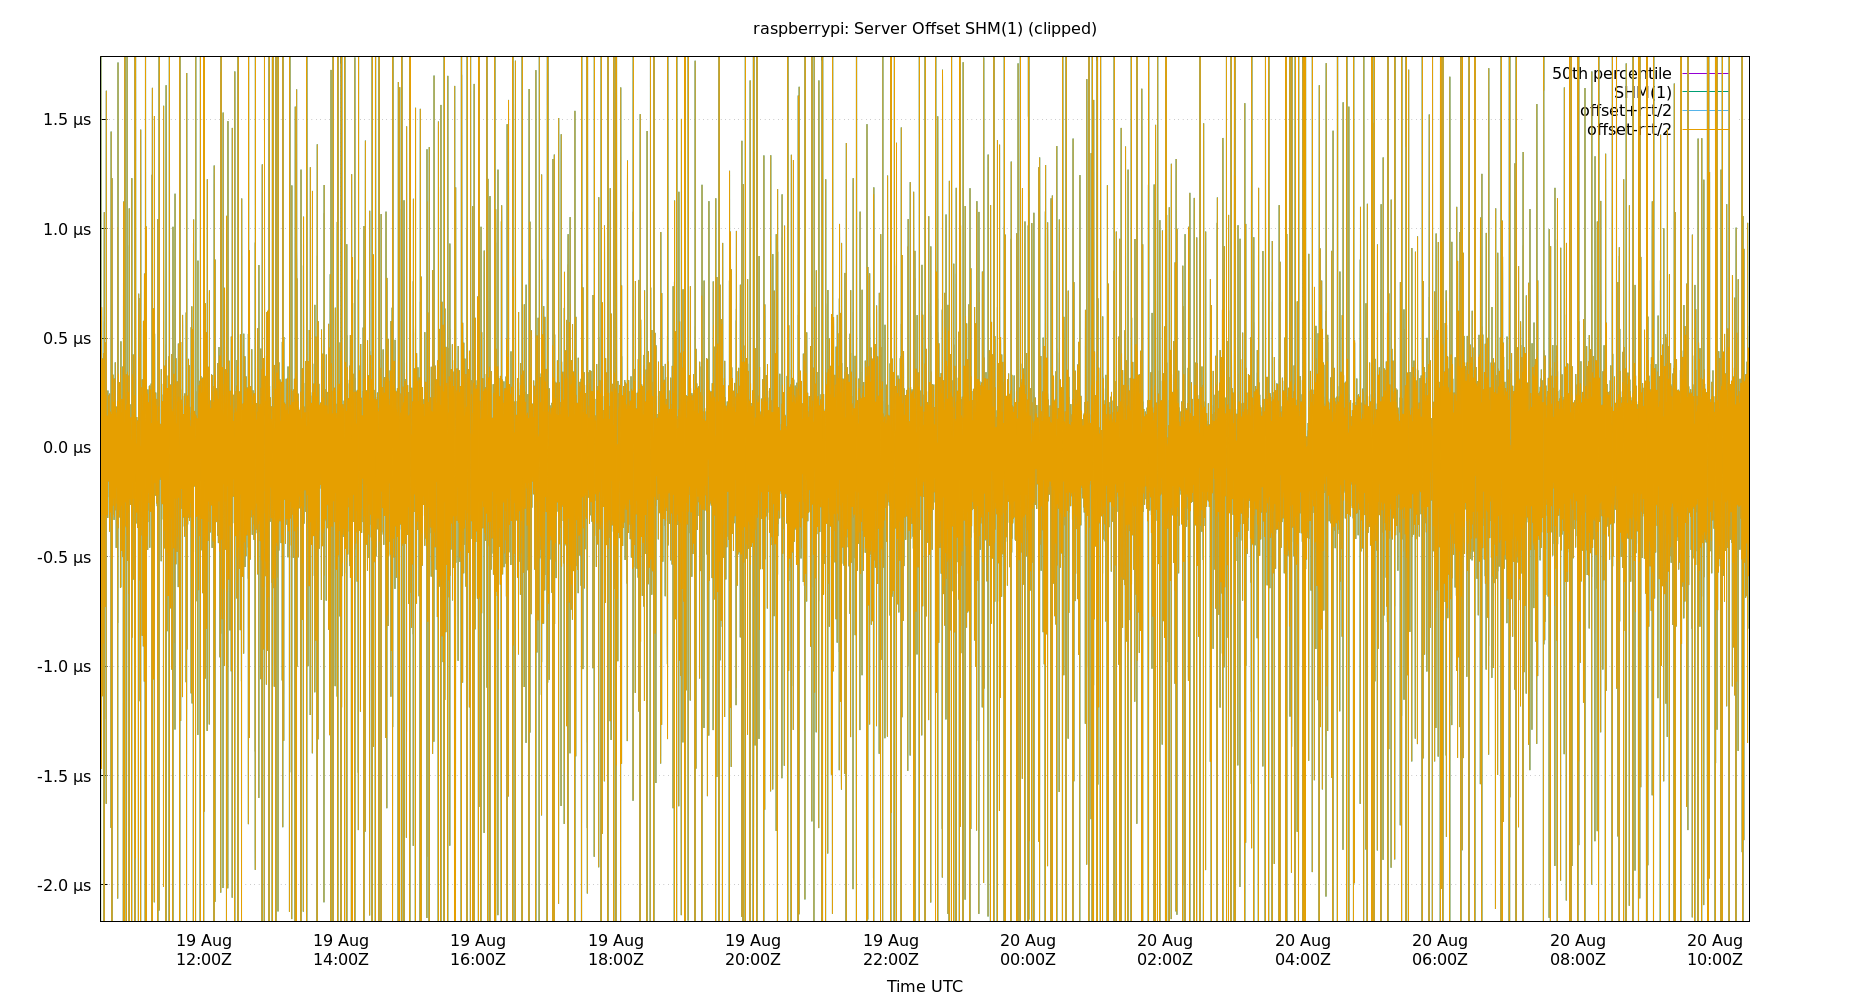 raspberrypi: Server Offset SHM(1) (clipped)
50th percentile
SHM(1)
offset+rtt/2
offset-rtt/2
1.5 µs
1.0 µs
0.5 µs
0.0 µs
-0.5 µs
-1.0 µs
-1.5 µs
-2.0 µs
19 Aug 19 Aug 19 Aug 19 Aug 19 Aug 19 Aug 20 Aug 20 Aug 20 Aug 20 Aug 20 Aug 20 Aug
12:00Z 14:00Z 16:00Z 18:00Z 20:00Z 22:00Z 00:00Z 02:00Z 04:00Z 06:00Z 08:00Z 10:00Z
Time UTC